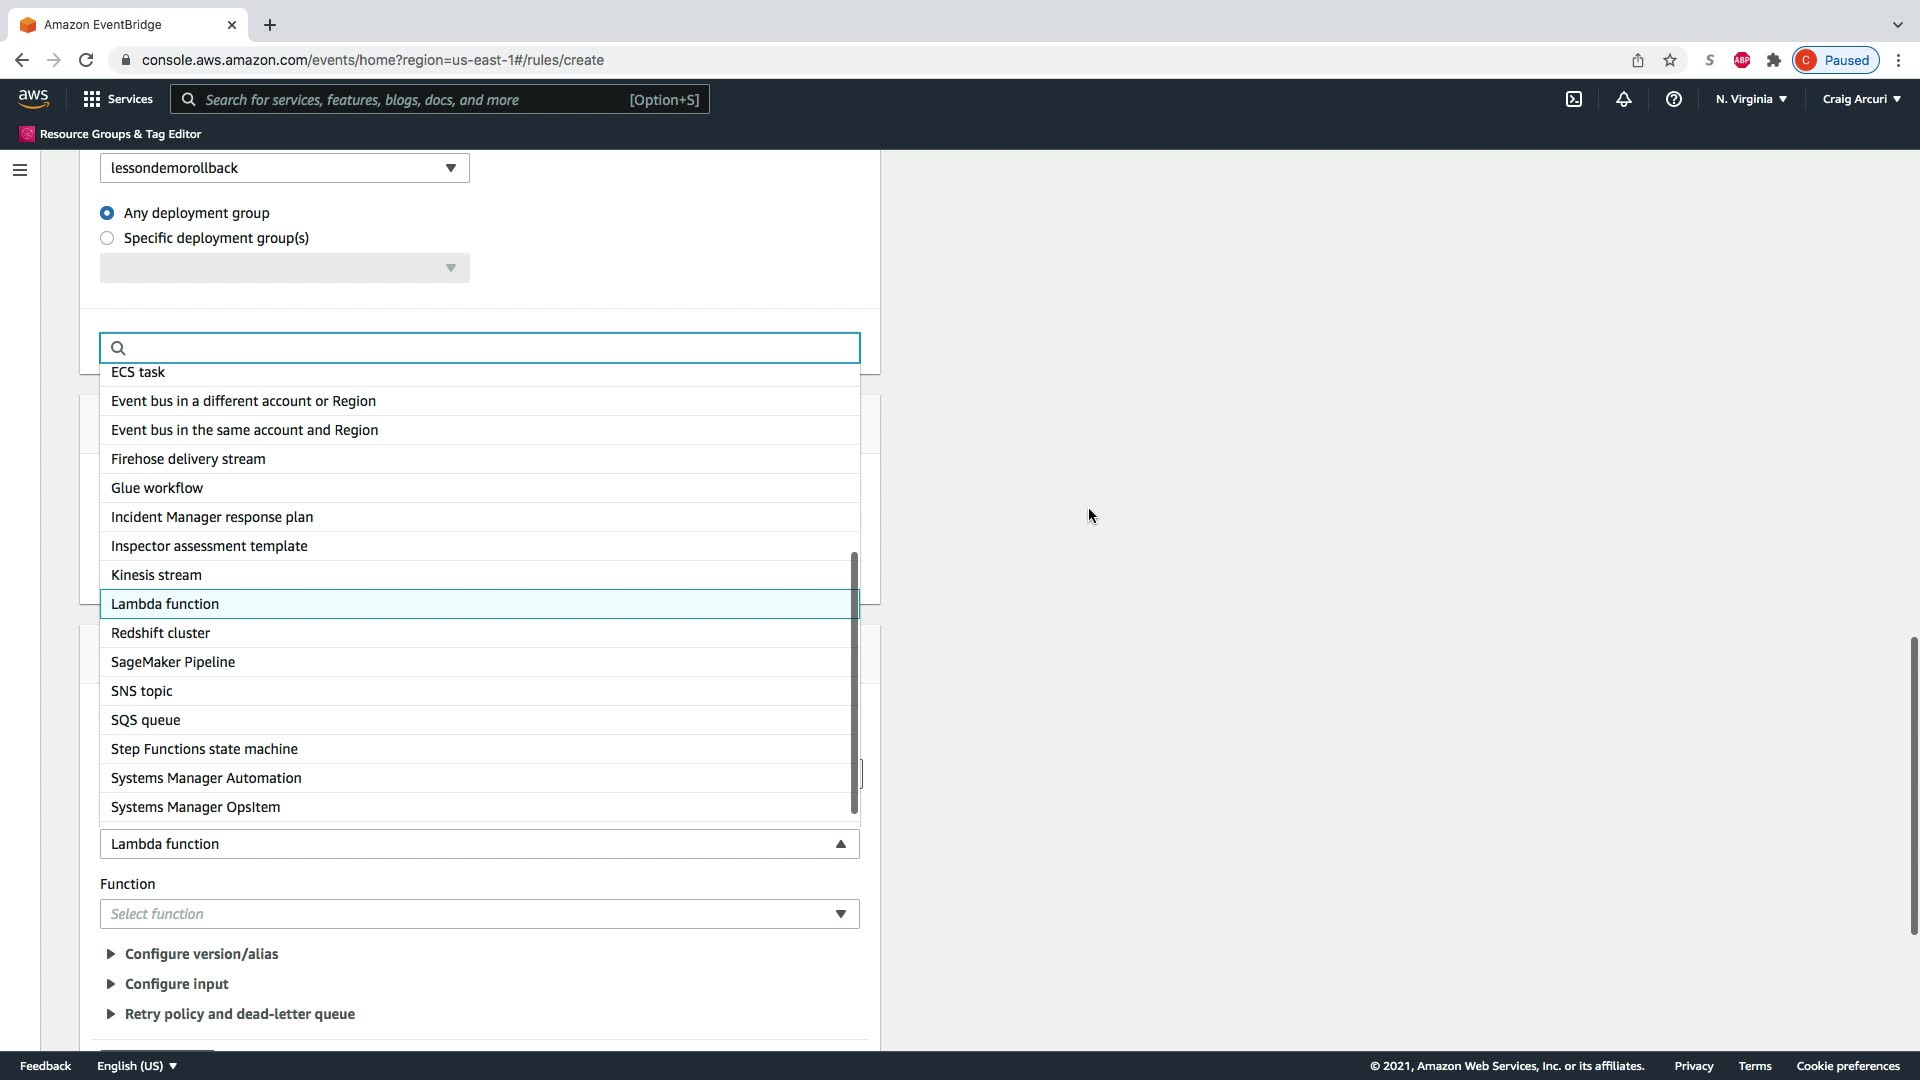 Amazon EventBridge
console.aws.amazon.com/events/home?region=us-east-1#/rules/create
S
ABP
C Paused
aws
Services
Search for services, features, blogs, docs, and more [Option+S]
N. Virginia
Craig Arcuri
Resource Groups & Tag Editor
lessondemorollback
Any deployment group
Specific deployment group(s)
ECS task
Event bus in a different account or Region
Event bus in the same account and Region
Firehose delivery stream
Glue workflow
Incident Manager response plan
Inspector assessment template
Kinesis stream
Lambda function
Redshift cluster
SageMaker Pipeline
SNS topic
SQS queue
Step Functions state machine
Systems Manager Automation
Systems Manager OpsItem
Lambda function
Function
Select function
Configure version/alias
Configure input
Retry policy and dead-letter queue
Feedback English (US) © 2021, Amazon Web Services, Inc. or its affiliates. Privacy Terms Cookie preferences